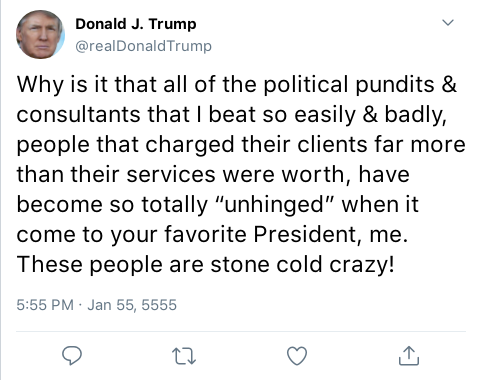 Donald J. Trump
@realDonaldTrump
Why is it that all of the political pundits &
consultants that I beat so easily & badly,
people that charged their clients far more
than their services were worth, have
become so totally “unhinged” when it
come to your favorite President, me.
These people are stone cold crazy!
5:55 PM · Jan 55, 5555